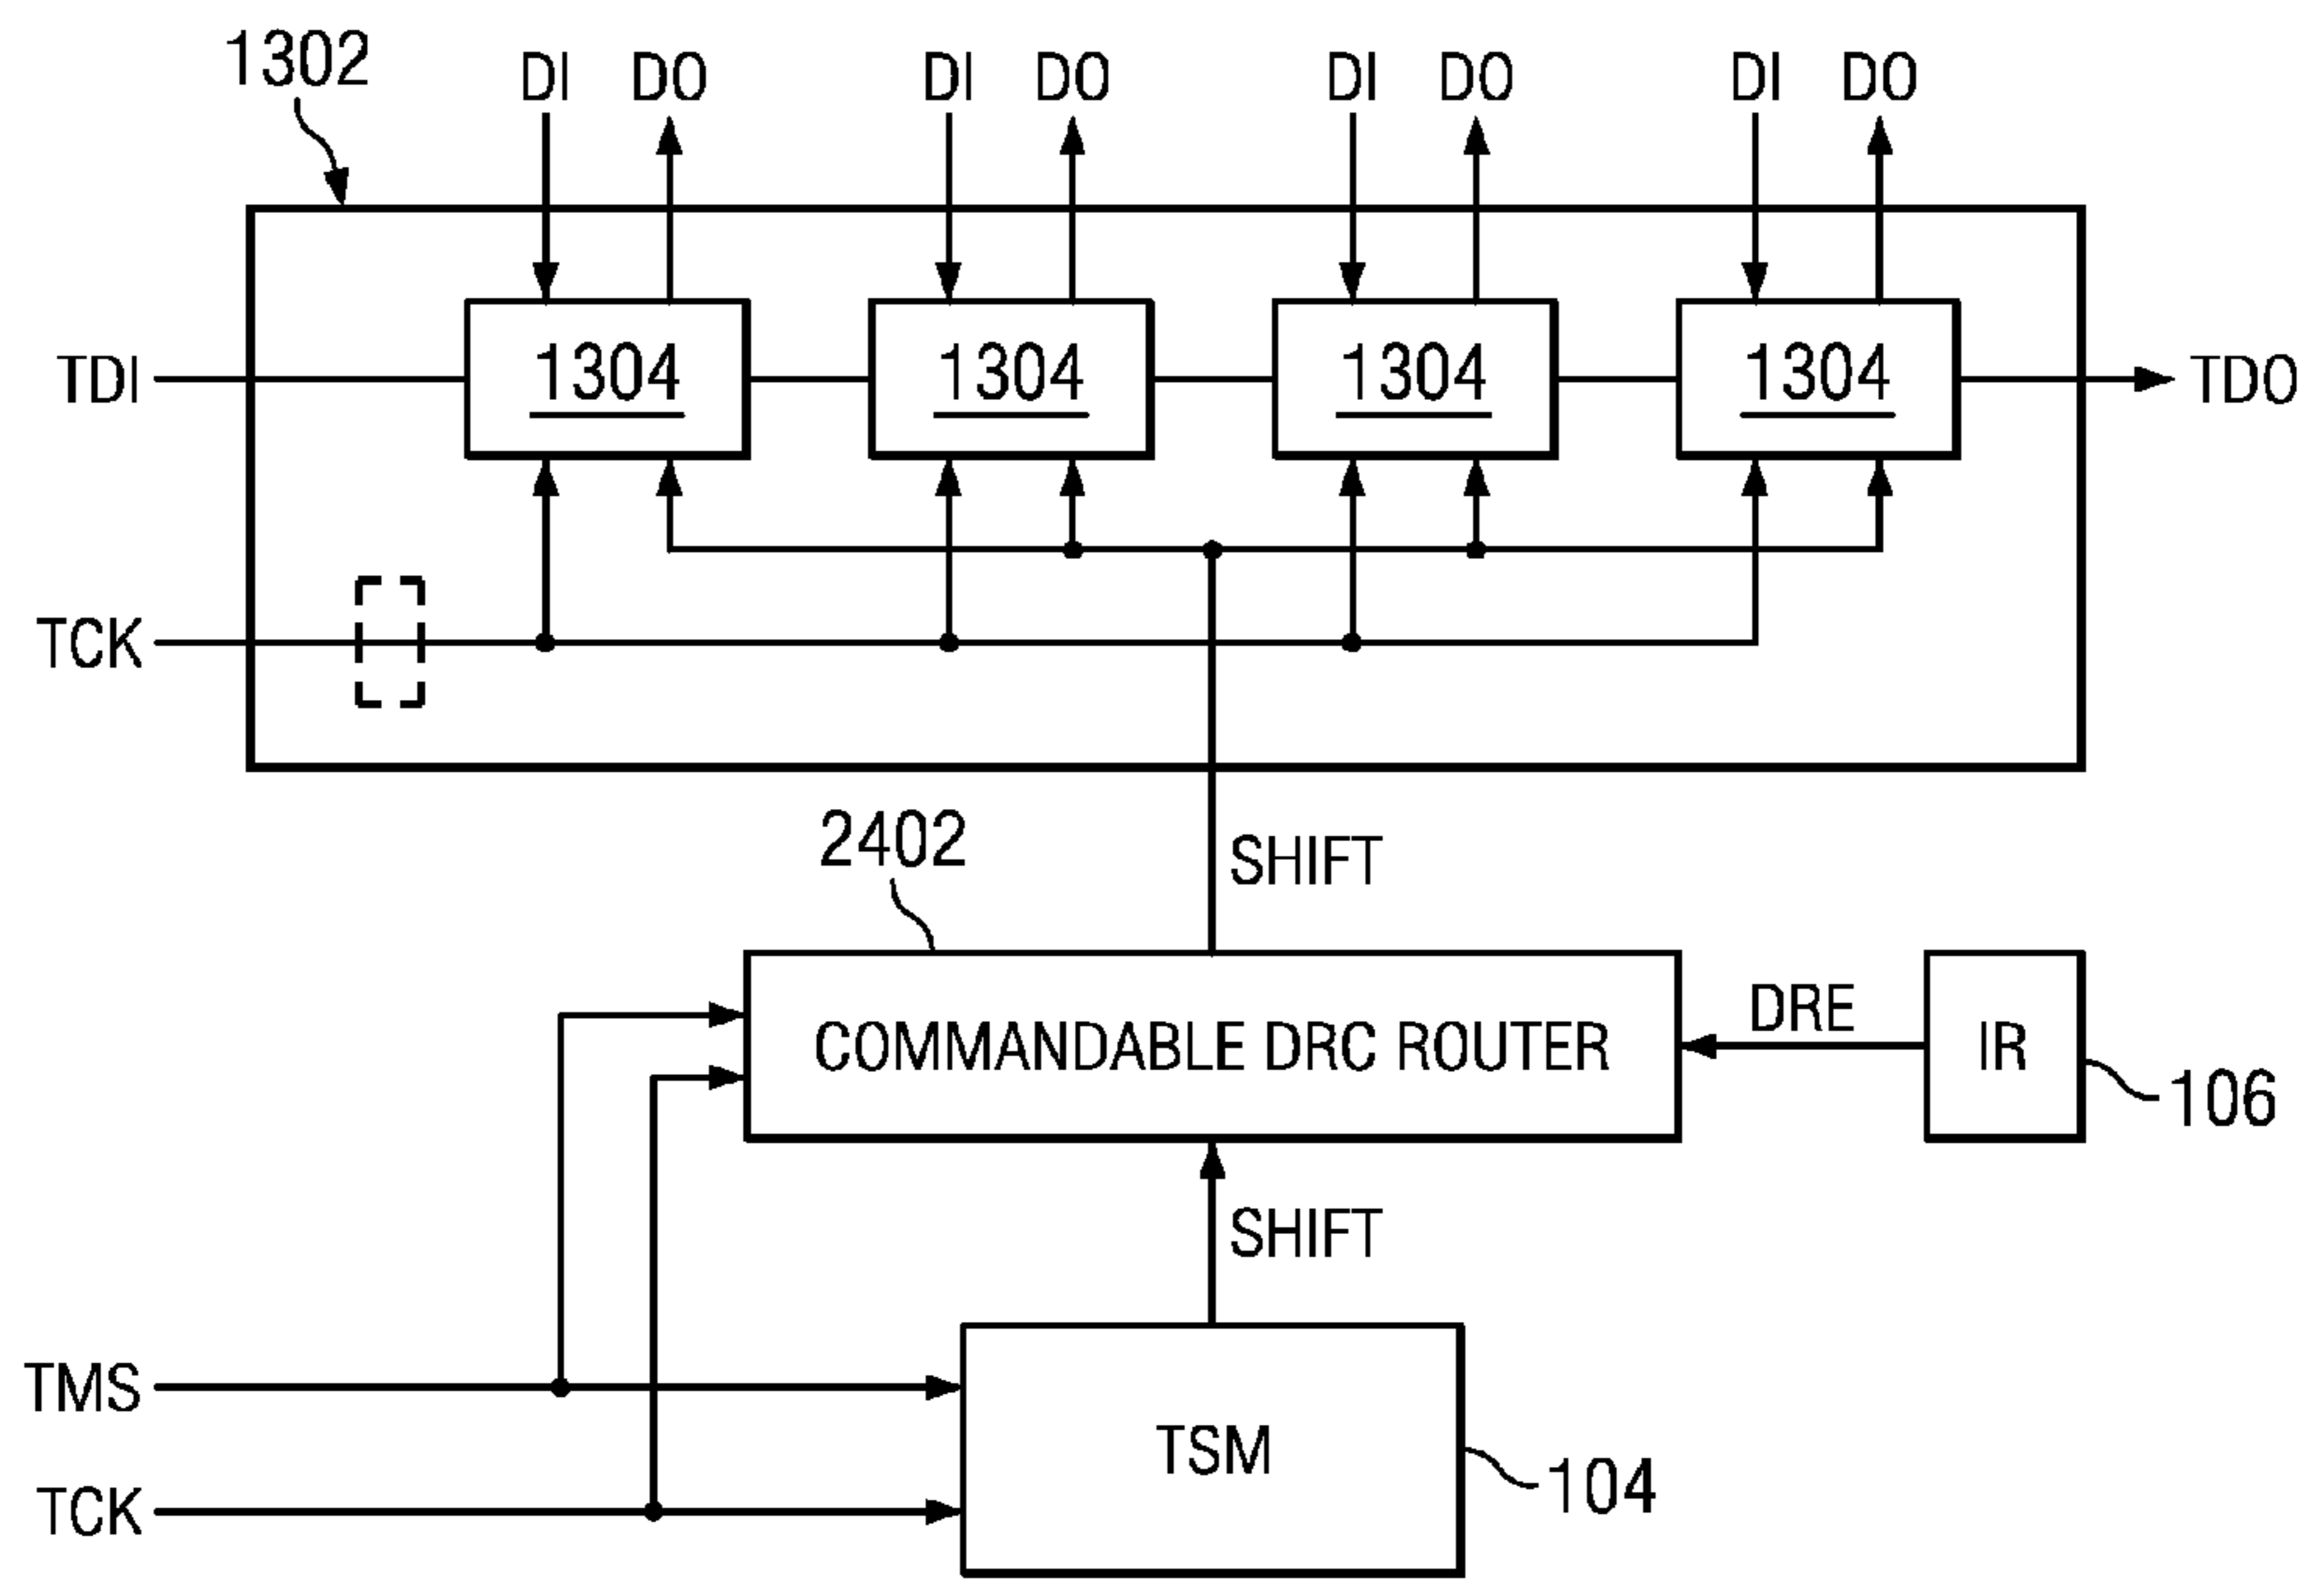 1302
DI DO DI DO DI DO DI DO
TDI 1304 1304 1304 1304 TDO
TCK
2402 SHIFT
COMMANDABLE DRC ROUTER DRE IR
106
SHIFT
TMS
TSM
TCK 104